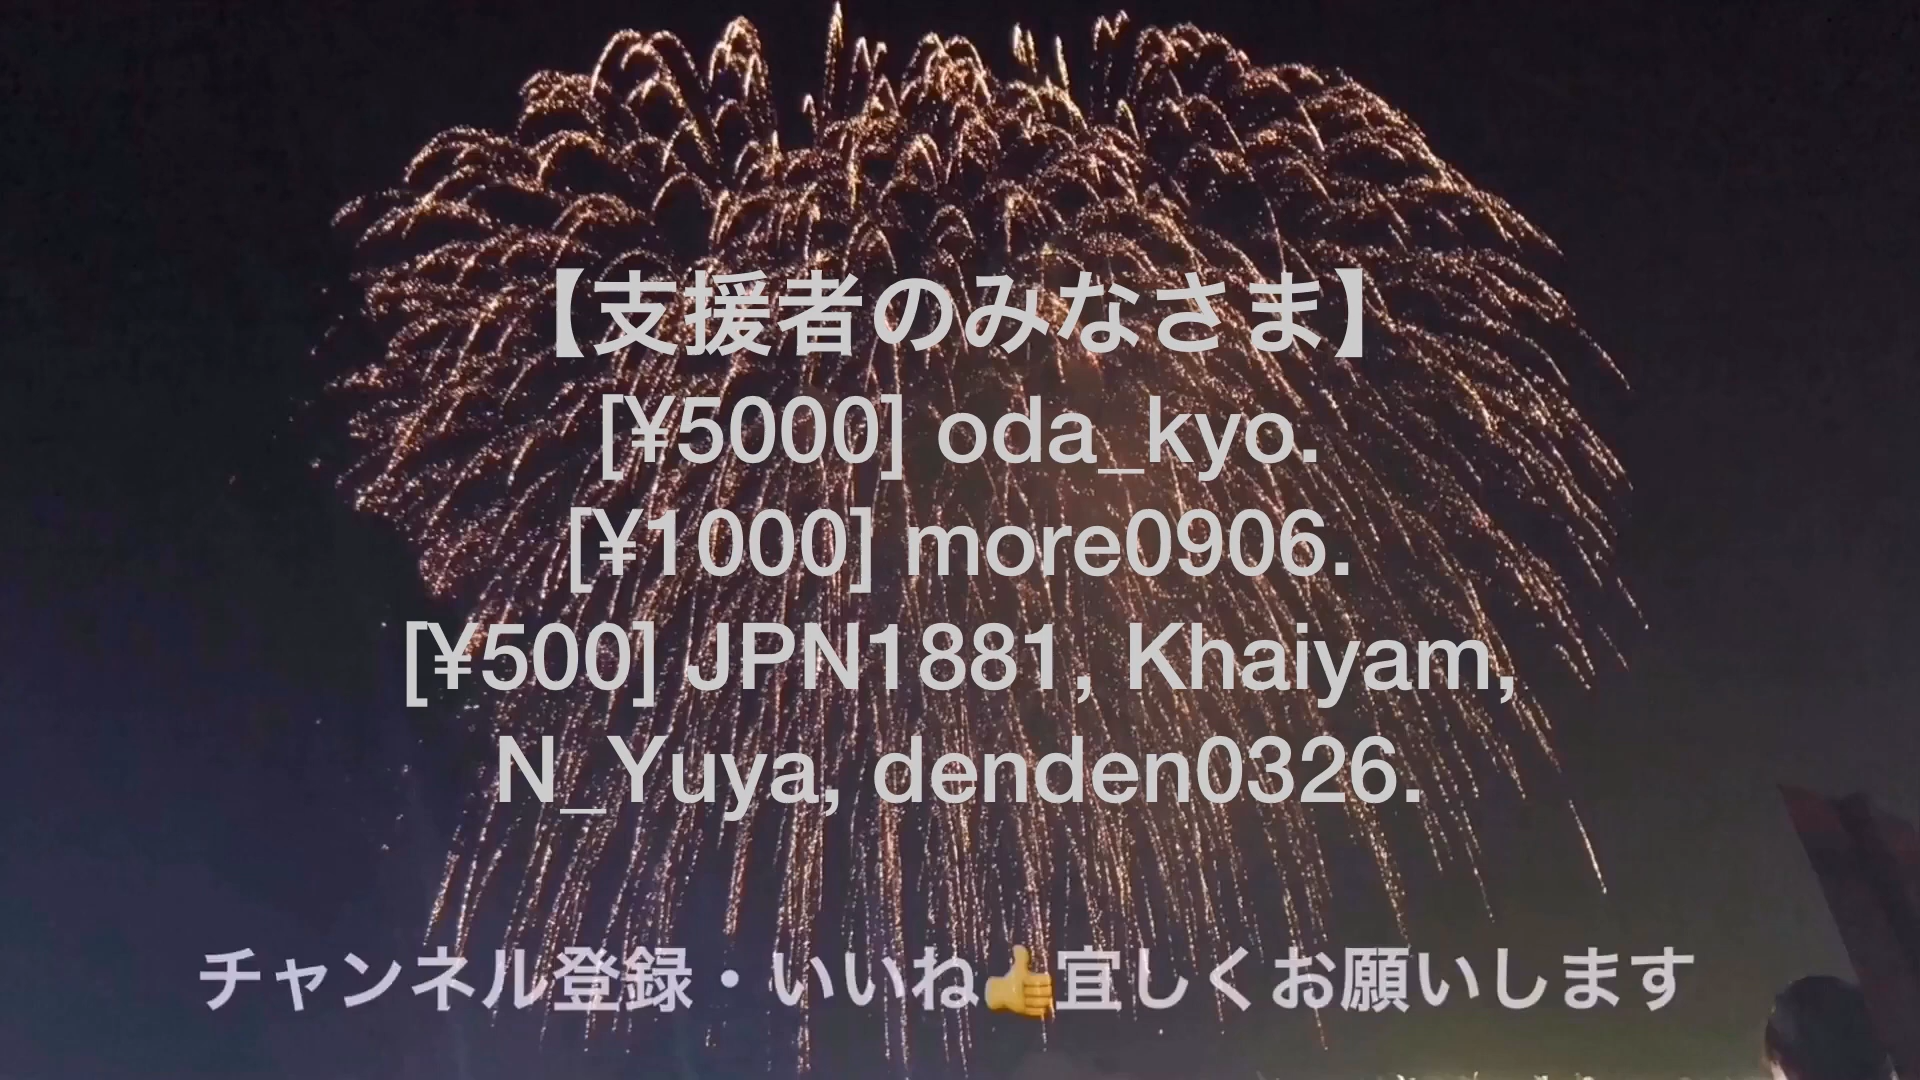 【支援者のみなさま】
[¥5000] oda_kyo.
[¥1000] more0906.
[¥500] JPN1881, Khaiyam,
N_Yuya, denden0326.
チャンネル登録・いいね👍宜しくお願いします